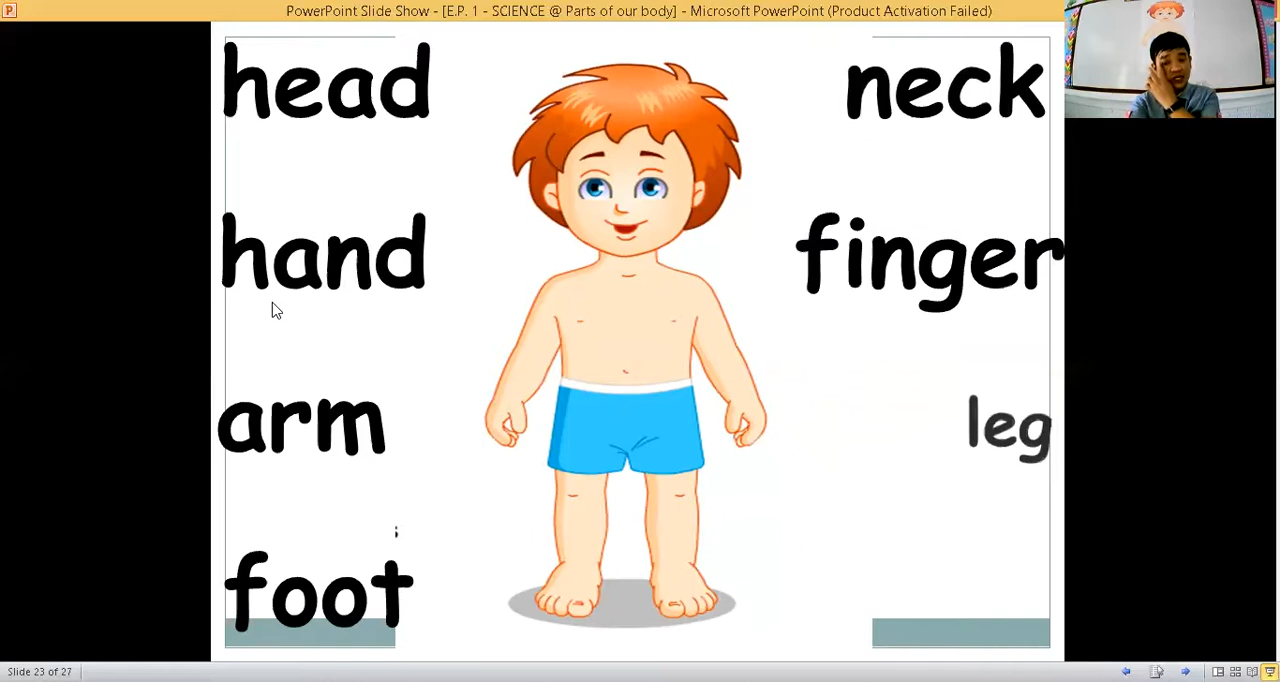 PowerPoint Slide Show - [E.P. 1 - SCIENCE @ Parts of our body] - Microsoft PowerPoint (Product Activation Failed)
head
neck
hand
finger
arm
leg
foot
Slide 23 of 27